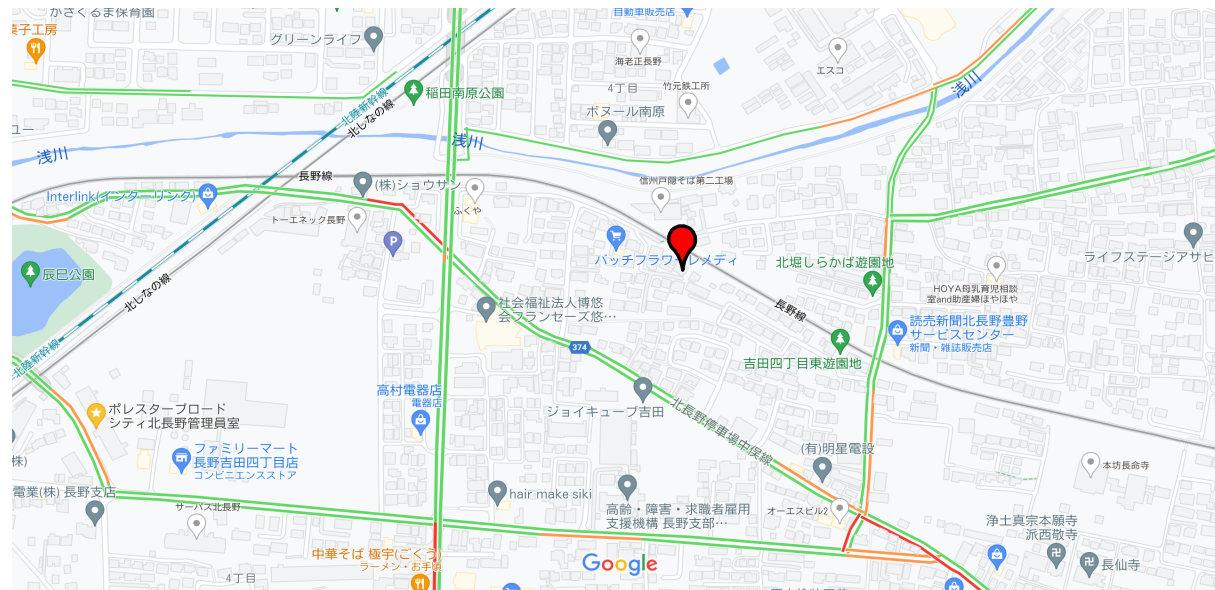 かさくるま保育園
自動車販売店
菓子工房
グリーンライフ
海老正長野
エスコ
4丁目
竹元鉄工所
稲田南原公園
ボヌール南原
浅川
北陸新幹線
北しなの線
ユー
浅川
浅川
長野線
(株)ショウサン
信州戸隠そば第二工場
Interlink(インターリンク)
ふくや
トーエネック長野
P
バッチフラワーレメディ
北堀しらかば遊園地
ライフステージアサヒ
辰巳公園
北しなの線
HOYA母乳育児相談
室and助産婦ほやほや
社会福祉法人博悠
会フランセーズ悠…
長野線
読売新聞北長野豊野
サービスセンター
新聞・雑誌販売店
北陸新幹線
374
吉田四丁目東遊園地
高村電器店
電器店
ジョイキューブ吉田
ポレスターブロード
シティ北長野管理員室
北長野停車場中俣線
ファミリーマート
長野吉田四丁目店
コンビニエンスストア
(有)明星電設
株)
本坊長命寺
電業(株) 長野支店
hair make siki
サーパス北長野
高齢・障害・求職者雇用
支援機構 長野支部…
オーエスビル2
浄土真宗本願寺
派西敬寺
中華そば 極宇(ごくう)
ラーメン・お手頃
Google
長仙寺
4丁目